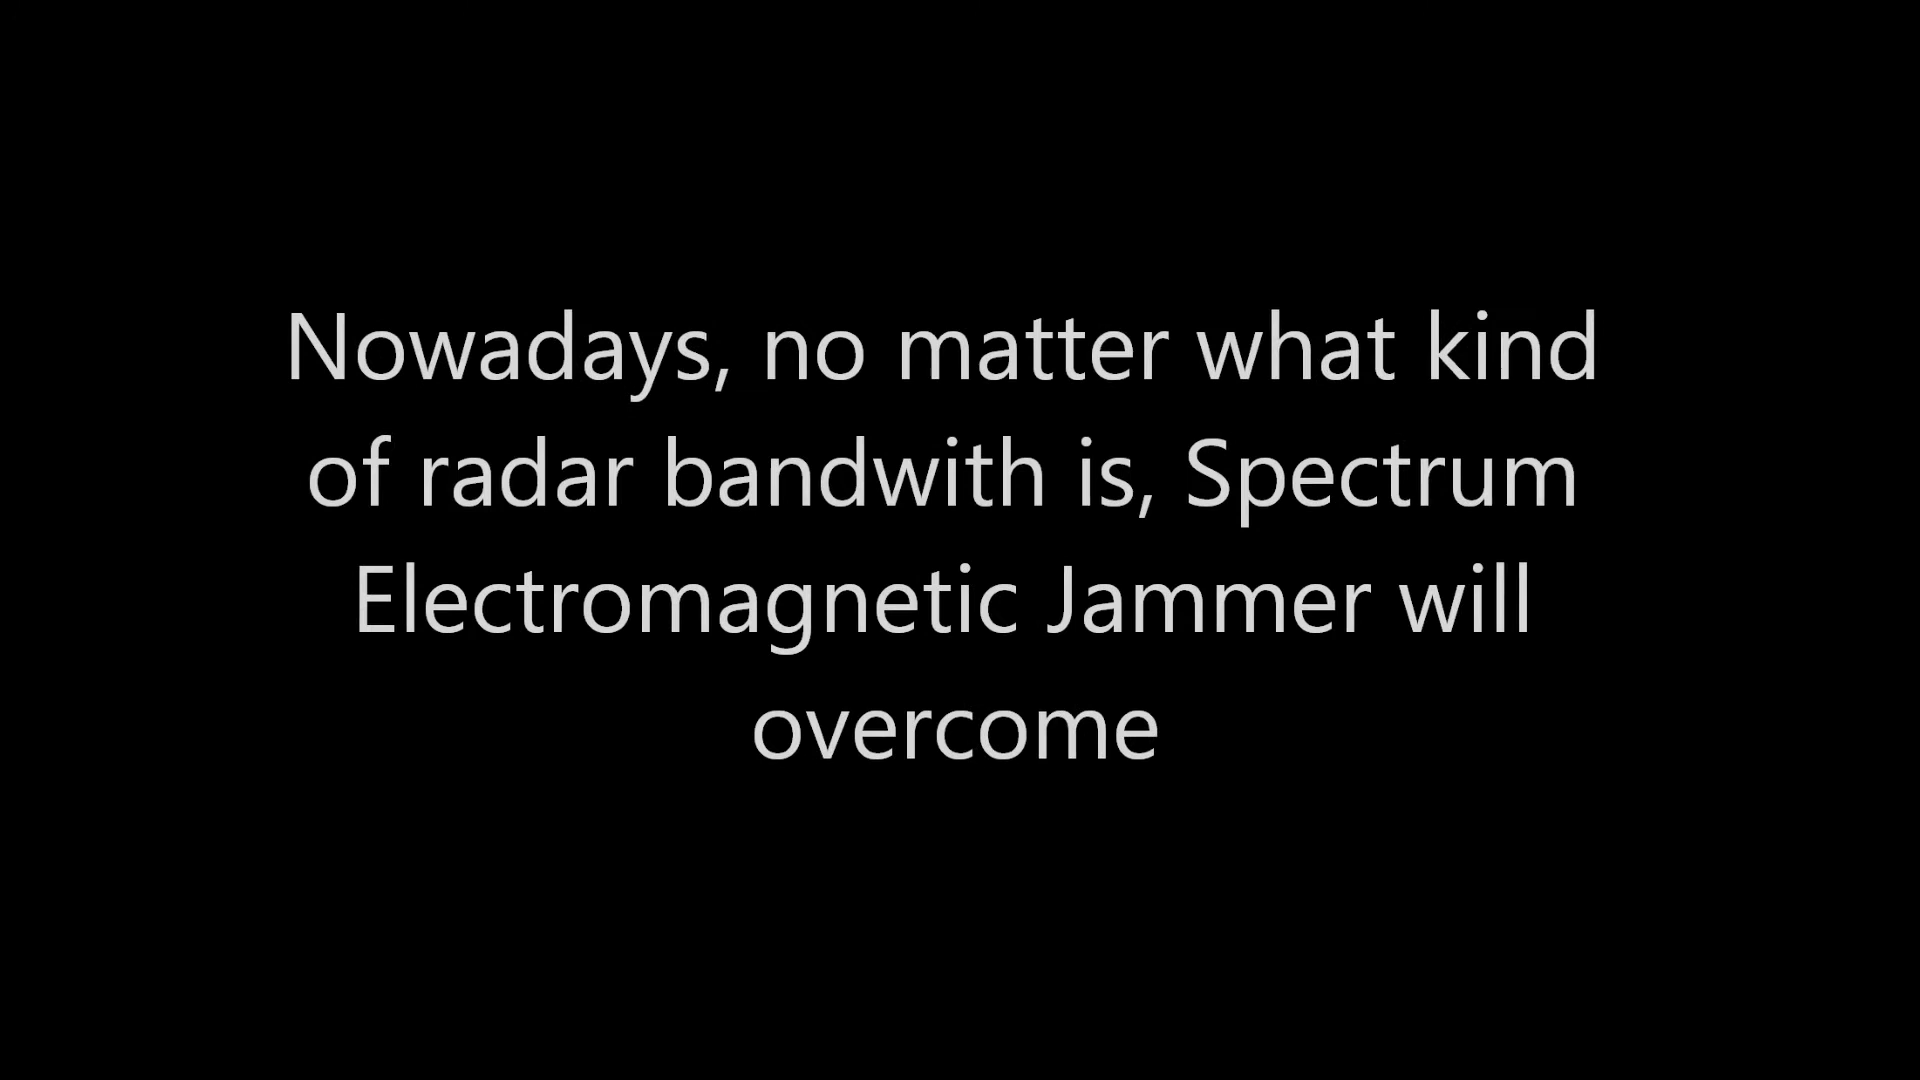 Nowadays, no matter what kind
of radar bandwith is, Spectrum
Electromagnetic Jammer will
overcome